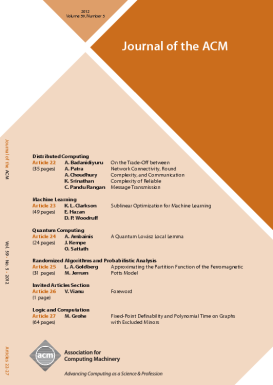 2012
Volume 59, Number 5
Journal of the ACM
Distributed Computing
Article 22 A. Badanidiyuru On the Trade-Off between
(35 pages) A. Patra Network Connectivity, Round
A. Choudhury Complexity, and Communication
K. Srinathan Complexity of Reliable
C. Pandu Rangan Message Transmission
Machine Learning
Article 23 K. L. Clarkson Sublinear Optimization for Machine Learning
(49 pages) E. Hazan
D. P. Woodruff
Quantum Computing
Article 24 A. Ambainis A Quantum Lovász Local Lemma
(24 pages) J. Kempe
O. Sattath
Randomized Algorithms and Probabilistic Analysis
Article 25 L. A. Goldberg Approximating the Partition Function of the Ferromagnetic
(31 pages) M. Jerrum Potts Model
Invited Articles Section
Article 26 V. Vianu Foreword
(1 page)
Logic and Computation
Article 27 M. Grohe Fixed-Point Definability and Polynomial Time on Graphs
(64 pages) with Excluded Minors
acm
Association for
Computing Machinery
Advancing Computing as a Science & Profession
Journal of the ACM
Vol. 59 No. 5 2012
Articles 22-27